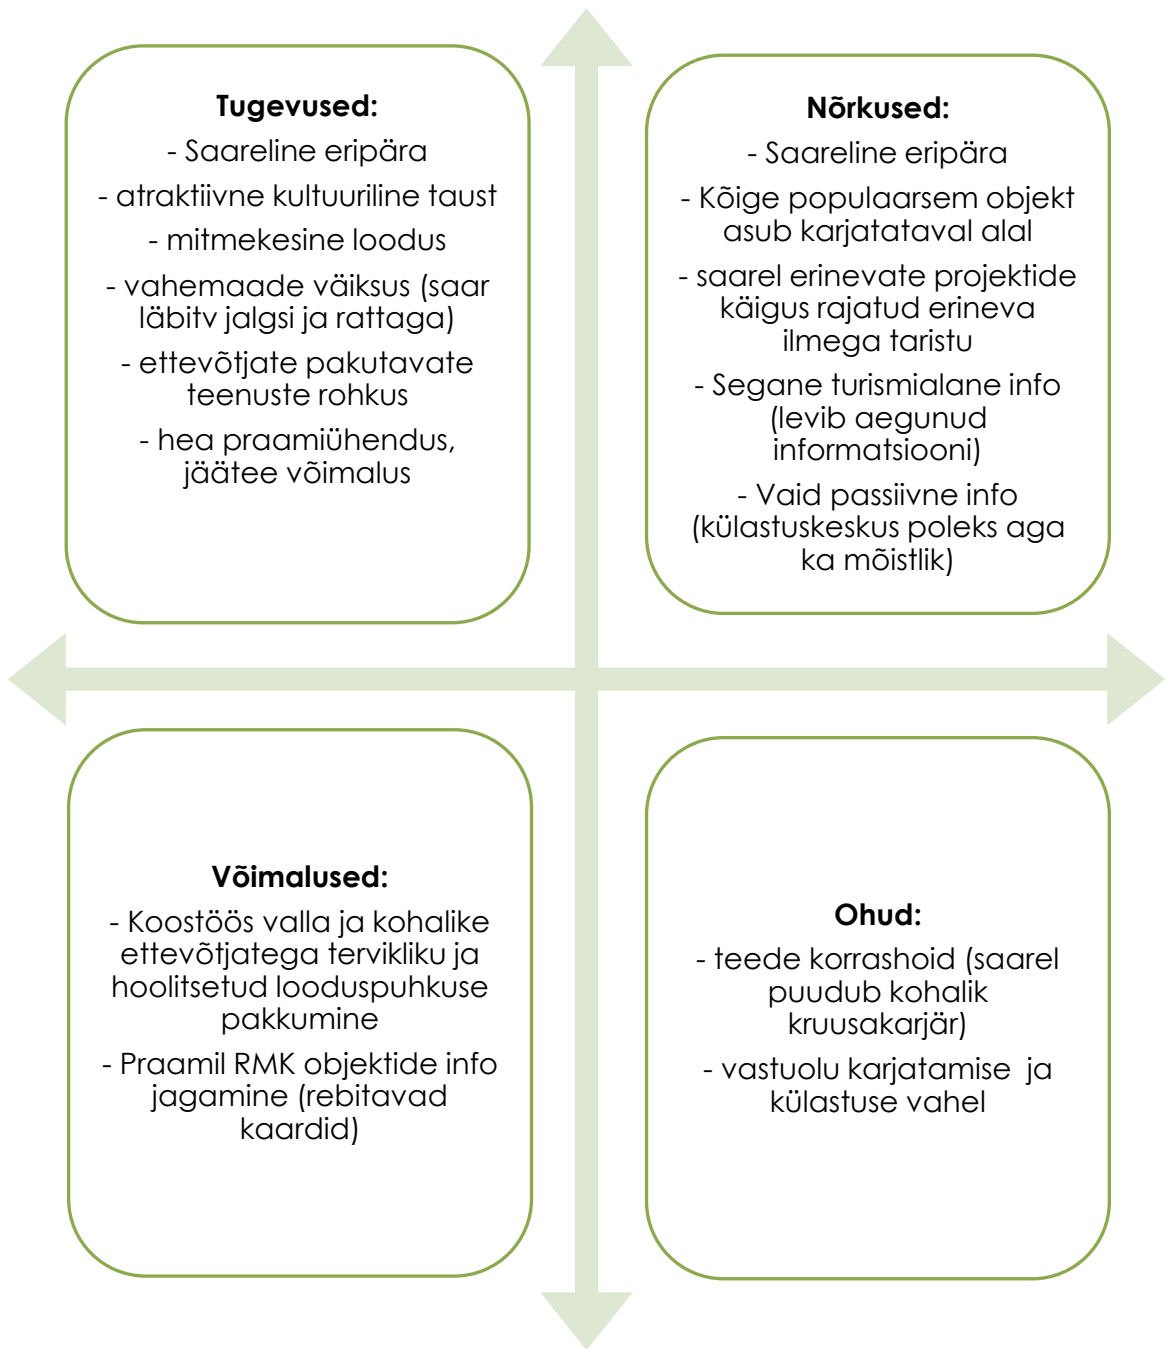 Tugevused:
- Saareline eripära
- atraktiivne kultuuriline taust
- mitmekesine loodus
- vahemaade väiksus (saar
läbitv jalgsi ja rattaga)
- ettevõtjate pakutavate
teenuste rohkus
- hea praamiühendus,
jäätee võimalus
Nõrkused:
- Saareline eripära
- Kõige populaarsem objekt
asub karjatataval alal
- saarel erinevate projektide
käigus rajatud erineva
ilmega taristu
- Segane turismialane info
(levib aegunud
informatsiooni)
- Vaid passiivne info
(külastuskeskus poleks aga
ka mõistlik)
Võimalused:
- Koostöös valla ja kohalike
ettevõtjatega tervikliku ja
hoolitsetud looduspuhkuse
pakkumine
- Praamil RMK objektide info
jagamine (rebitavad
kaardid)
Ohud:
- teede korrashoid (saarel
puudub kohalik
kruusakarjär)
- vastuolu karjatamise ja
külastuse vahel